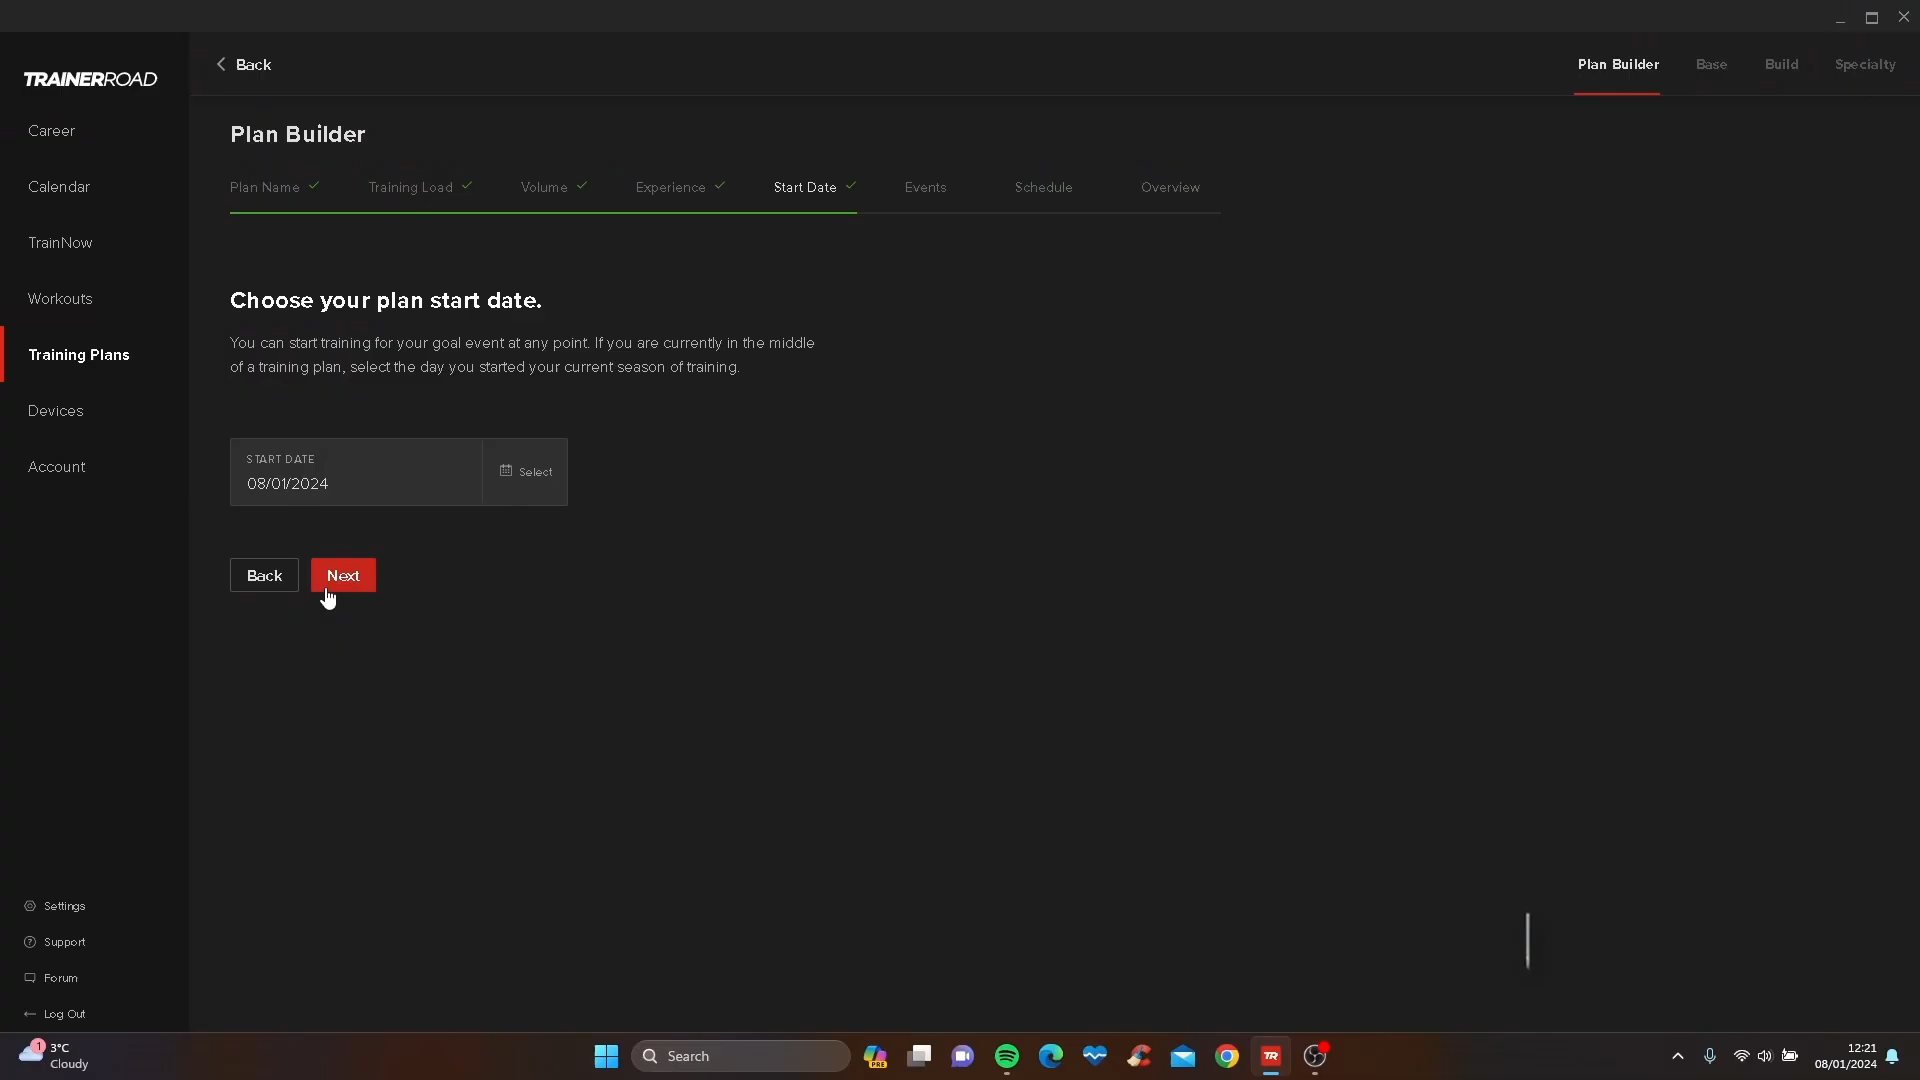 TRAINERROAD
Career
Calendar
TrainNow
Workouts
Training Plans
Devices
Account
Settings
Support
Forum
Log Out
Back
Plan Builder
Base
Build
Specialty
Plan Builder
Plan Name
Training Load
Volume
Experience
Start Date
Events
Schedule
Overview
Choose your plan start date.
You can start training for your goal event at any point. If you are currently in the middle
of a training plan, select the day you started your current season of training.
START DATE
08/01/2024
Select
Back
Next
1
3°C
Cloudy
Search
PRE
TR
12:21
08/01/2024